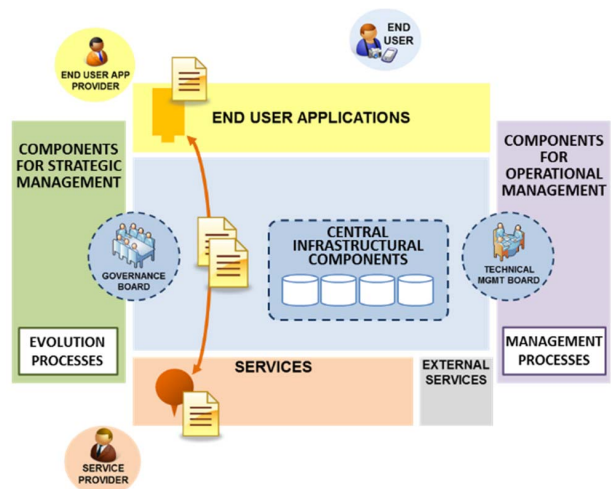 END
USER
END USER APP
PROVIDER
END USER APPLICATIONS
COMPONENTS
FOR STRATEGIC
MANAGEMENT
COMPONENTS
FOR
OPERATIONAL
MANAGEMENT
CENTRAL
INFRASTRUCTURAL
COMPONENTS
GOVERNANCE
BOARD
TECHNICAL
MGMT BOARD
EVOLUTION
PROCESSES
MANAGEMENT
PROCESSES
SERVICES
EXTERNAL
SERVICES
SERVICE
PROVIDER